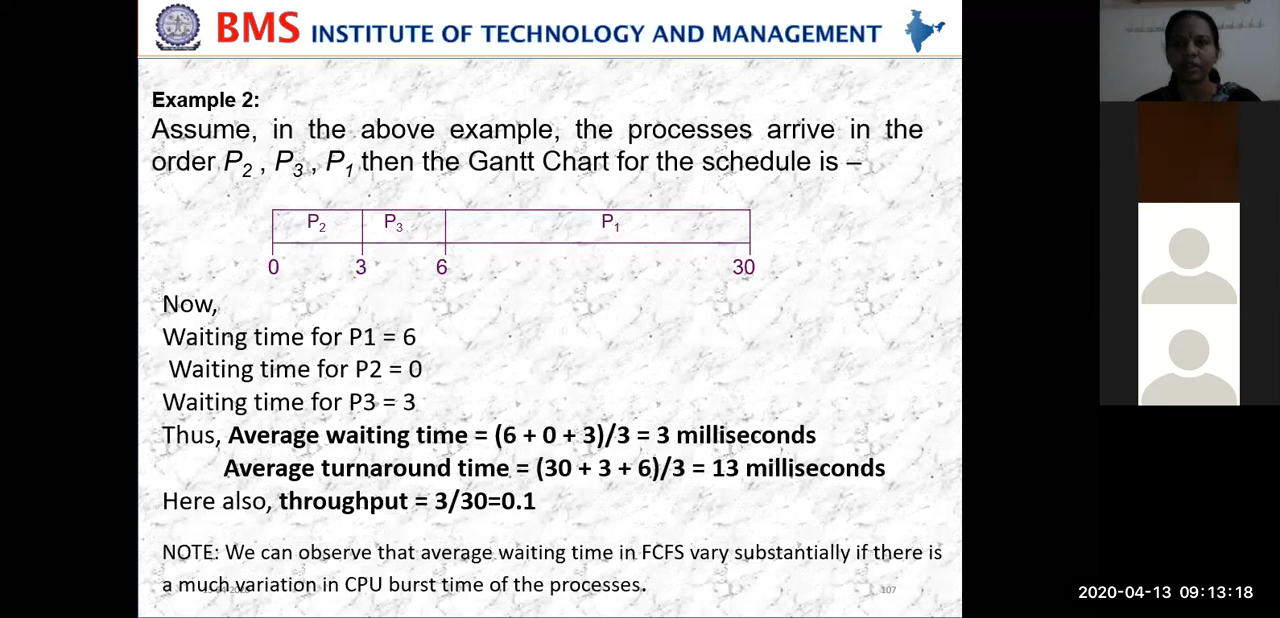 BMS INSTITUTE OF TECHNOLOGY AND MANAGEMENT
Example 2:
Assume, in the above example, the processes arrive in the
order P2 , P3 , P1 then the Gantt Chart for the schedule is –
P2 P3 P1
0 3 6 30
Now,
Waiting time for P1 = 6
Waiting time for P2 = 0
Waiting time for P3 = 3
Thus, Average waiting time = (6 + 0 + 3)/3 = 3 milliseconds
Average turnaround time = (30 + 3 + 6)/3 = 13 milliseconds
Here also, throughput = 3/30=0.1
NOTE: We can observe that average waiting time in FCFS vary substantially if there is
a much variation in CPU burst time of the processes.
107
2020-04-13 09:13:18